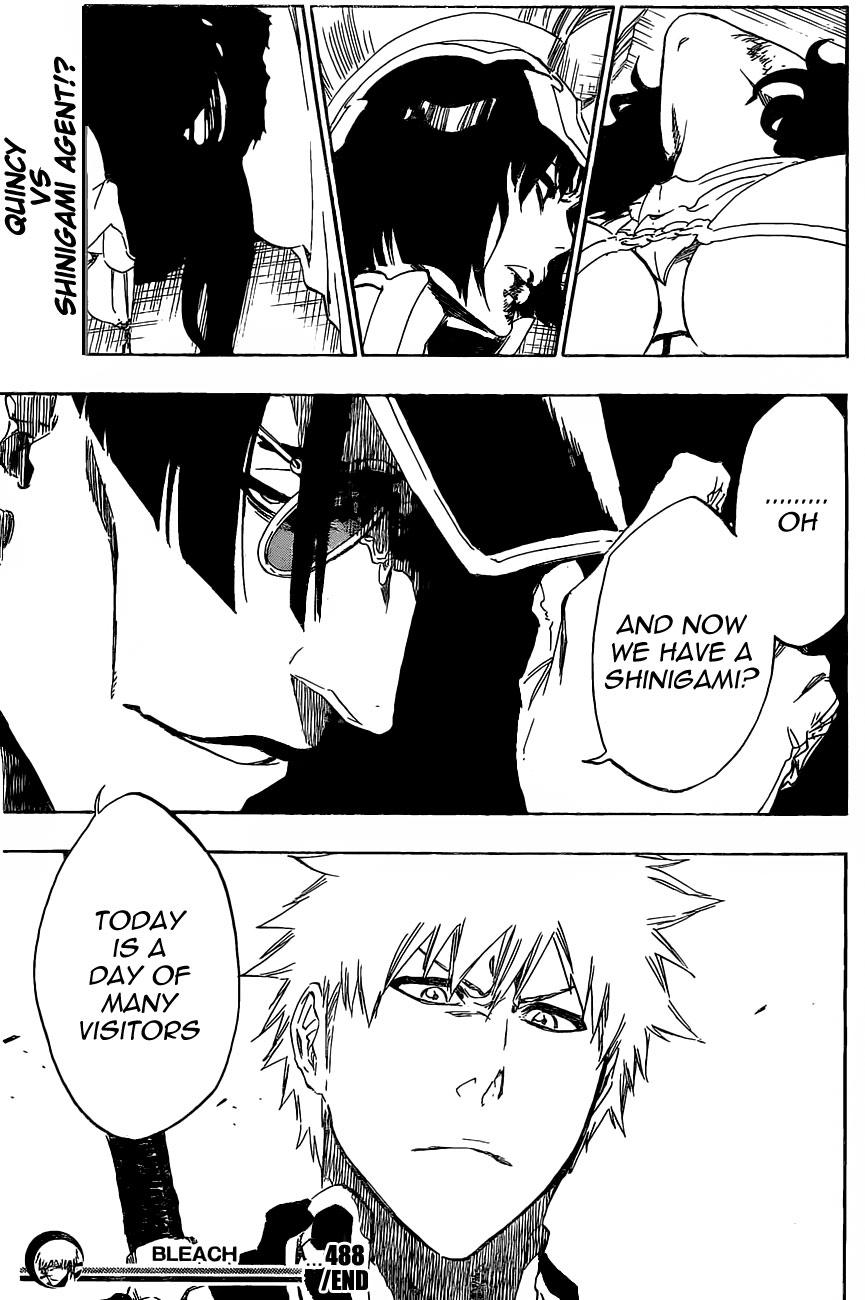 QUINCY
VS
SHINIGAMI AGENT!?
.........
OH
AND NOW
WE HAVE A
SHINIGAMI?
TODAY
IS A
DAY OF
MANY
VISITORS
BLEACH
...488
/END